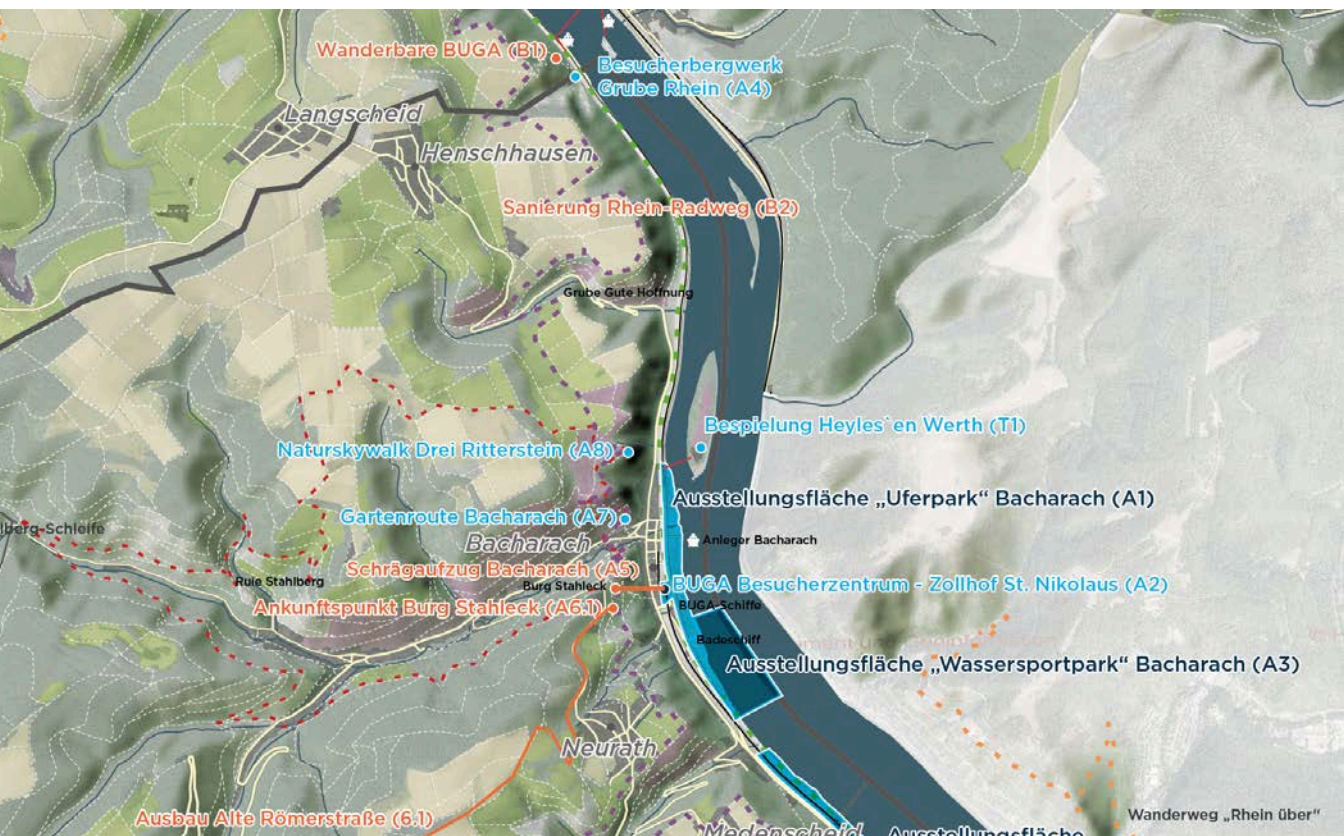 Wanderbare BUGA (B1)
Besucherbergwerk
Grube Rhein (A4)
Langscheid
Henschhausen
Sanierung Rhein-Radweg (B2)
Grube Gute Hoffnung
Bespielung Heyles`en Werth (T1)
Naturskywalk Drei Ritterstein (A8)
Ausstellungsfläche „Uferpark" Bacharach (A1)
Gartenroute Bacharach (A7)
lberg-Schleife
Bacharach
Anleger Bacharach
Schrägaufzug Bacharach (A5)
Ruie Stahlberg
Burg Stahleck
BUGA Besucherzentrum - Zollhof St. Nikolaus (A2)
Ankunftspunkt Burg Stahleck (A6.1)
BUGA-Schiffe
Badeschiff
Ausstellungsfläche „Wassersportpark" Bacharach (A3)
Neurath
Ausbau Alte Römerstraße (6.1)
Wanderweg „Rhein über"
Medenscheid
Ausstellungsfläche